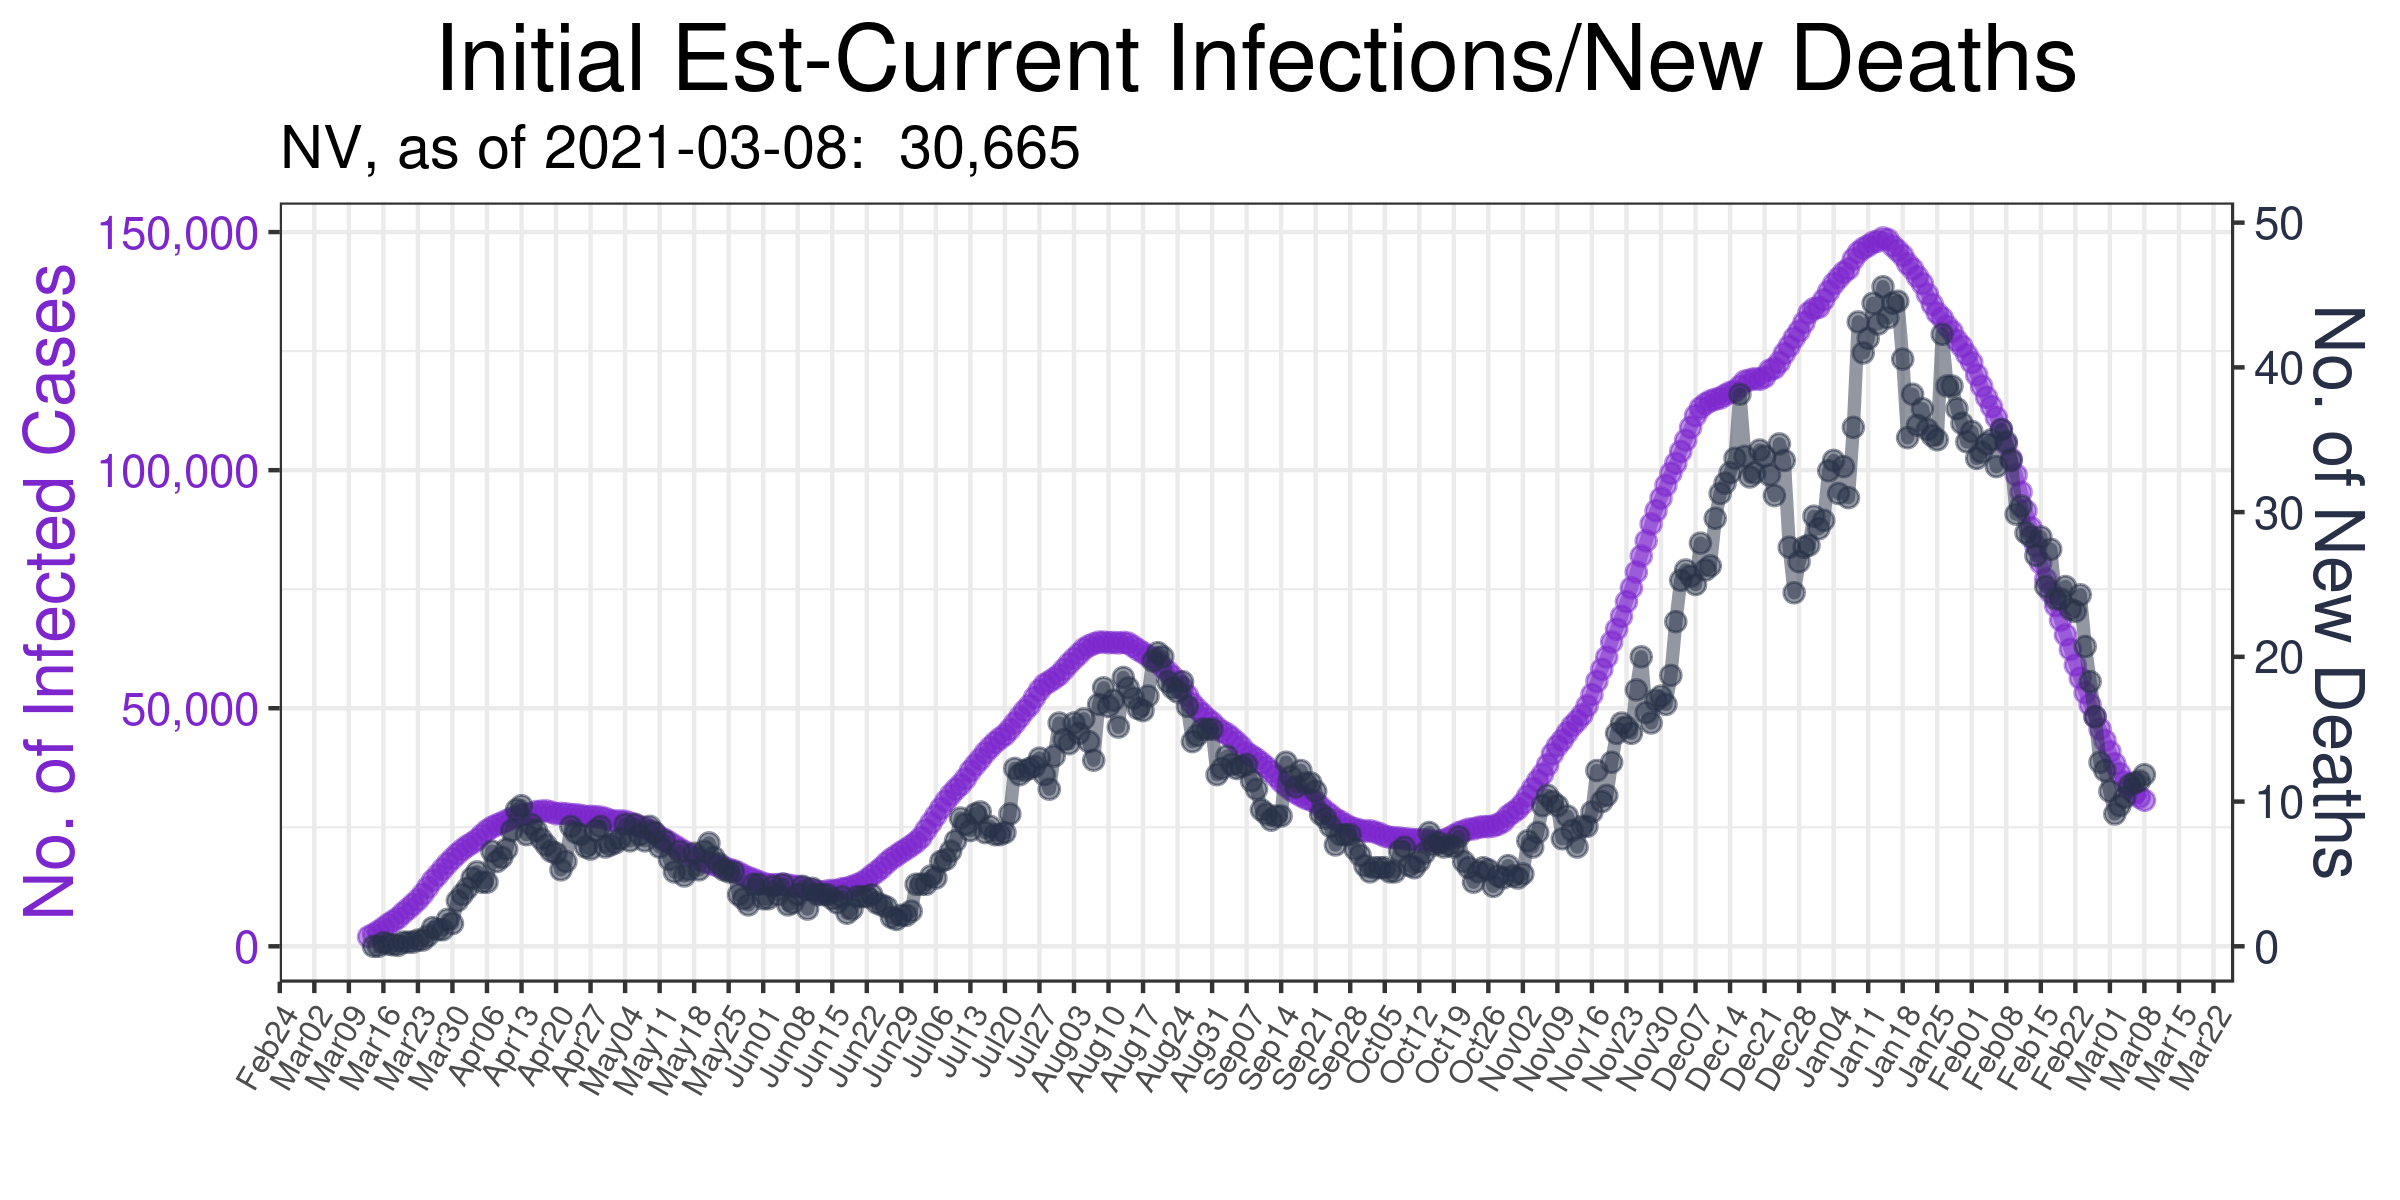 Initial Est-Current Infections/New Deaths
NV, as of 2021-03-08:  30,665
No. of Infected Cases
150,000
100,000
50,000
0
50
40
30
20
10
0
No. of New Deaths
Feb24
Mar02
Mar09
Mar16
Mar23
Mar30
Apr06
Apr13
Apr20
Apr27
May04
May11
May18
May25
Jun01
Jun08
Jun15
Jun22
Jun29
Jul06
Jul13
Jul20
Jul27
Aug03
Aug10
Aug17
Aug24
Aug31
Sep07
Sep14
Sep21
Sep28
Oct05
Oct12
Oct19
Oct26
Nov02
Nov09
Nov16
Nov23
Nov30
Dec07
Dec14
Dec21
Dec28
Jan04
Jan11
Jan18
Jan25
Feb01
Feb08
Feb15
Feb22
Mar01
Mar08
Mar15
Mar22